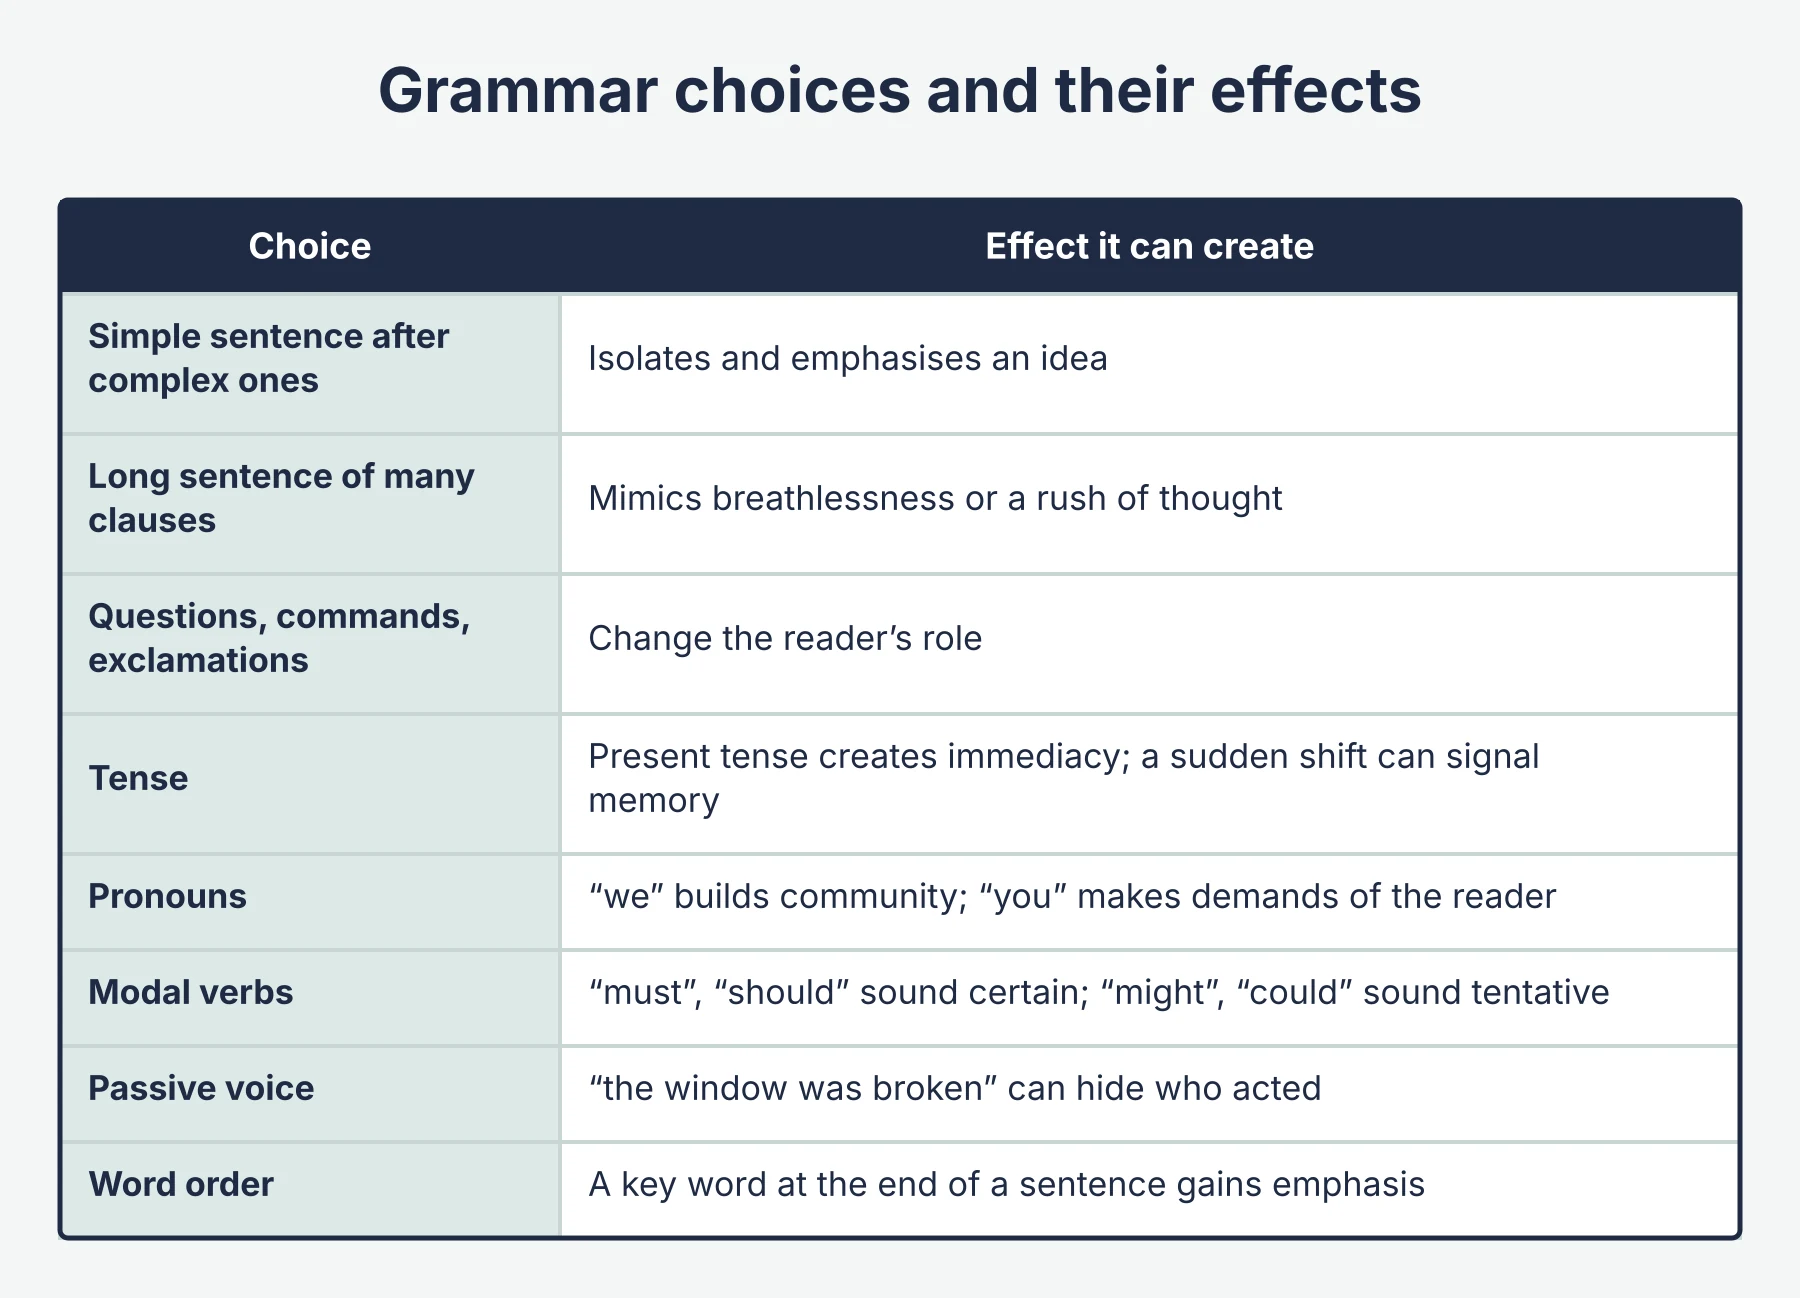 Grammar choices and their effects
Choice
Effect it can create
Simple sentence after
complex ones
Isolates and emphasises an idea
Long sentence of many
clauses
Mimics breathlessness or a rush of thought
Questions, commands,
exclamations
Change the reader’s role
Tense
Present tense creates immediacy; a sudden shift can signal
memory
Pronouns
“we” builds community; “you” makes demands of the reader
Modal verbs
“must”, “should” sound certain; “might”, “could” sound tentative
Passive voice
“the window was broken” can hide who acted
Word order
A key word at the end of a sentence gains emphasis